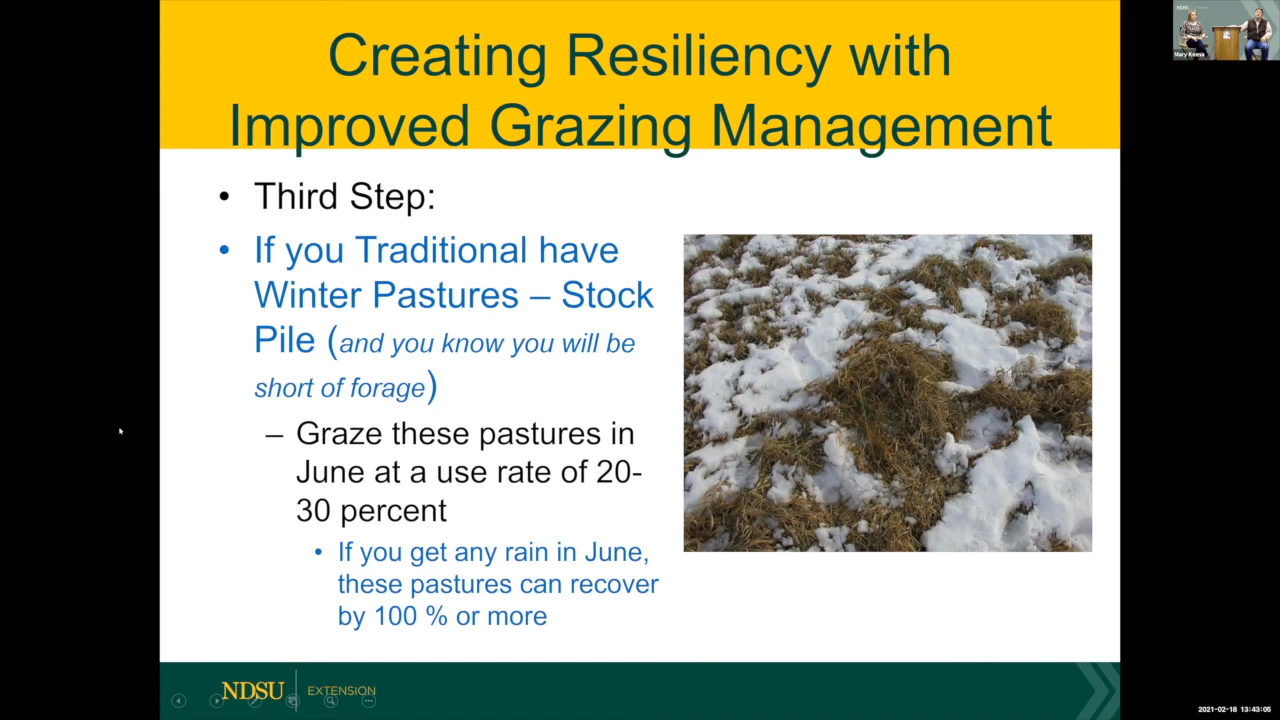 Creating Resiliency with
Improved Grazing Management
• Third Step:
• If you Traditional have
Winter Pastures – Stock
Pile (and you know you will be
short of forage)
– Graze these pastures in
June at a use rate of 20-
30 percent
• If you get any rain in June,
these pastures can recover
by 100 % or more
NDSU EXTENSION
NDSU
Mary Keena
2021-02-18 13:43:05